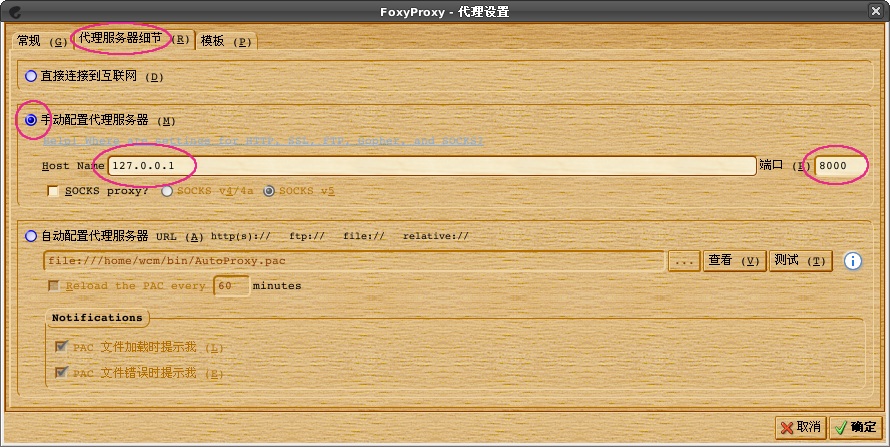 FoxyProxy - 代理设置
常规 (G) 代理服务器细节 (R) 模板 (P)
直接连接到互联网 (D)
手动配置代理服务器 (M)
Help! Where are settings for HTTP, SSL, FTP, Gopher, and SOCKS?
Host Name 127.0.0.1 端口 (P) 8000
SOCKS proxy? SOCKS v4/4a SOCKS v5
自动配置代理服务器 URL (A) http(s):// ftp:// file:// relative://
file:///home/wcm/bin/AutoProxy.pac ... 查看 (V) 测试 (T)
Reload the PAC every 60 minutes
Notifications
PAC 文件加载时提示我 (L)
PAC 文件错误时提示我 (E)
取消 确定